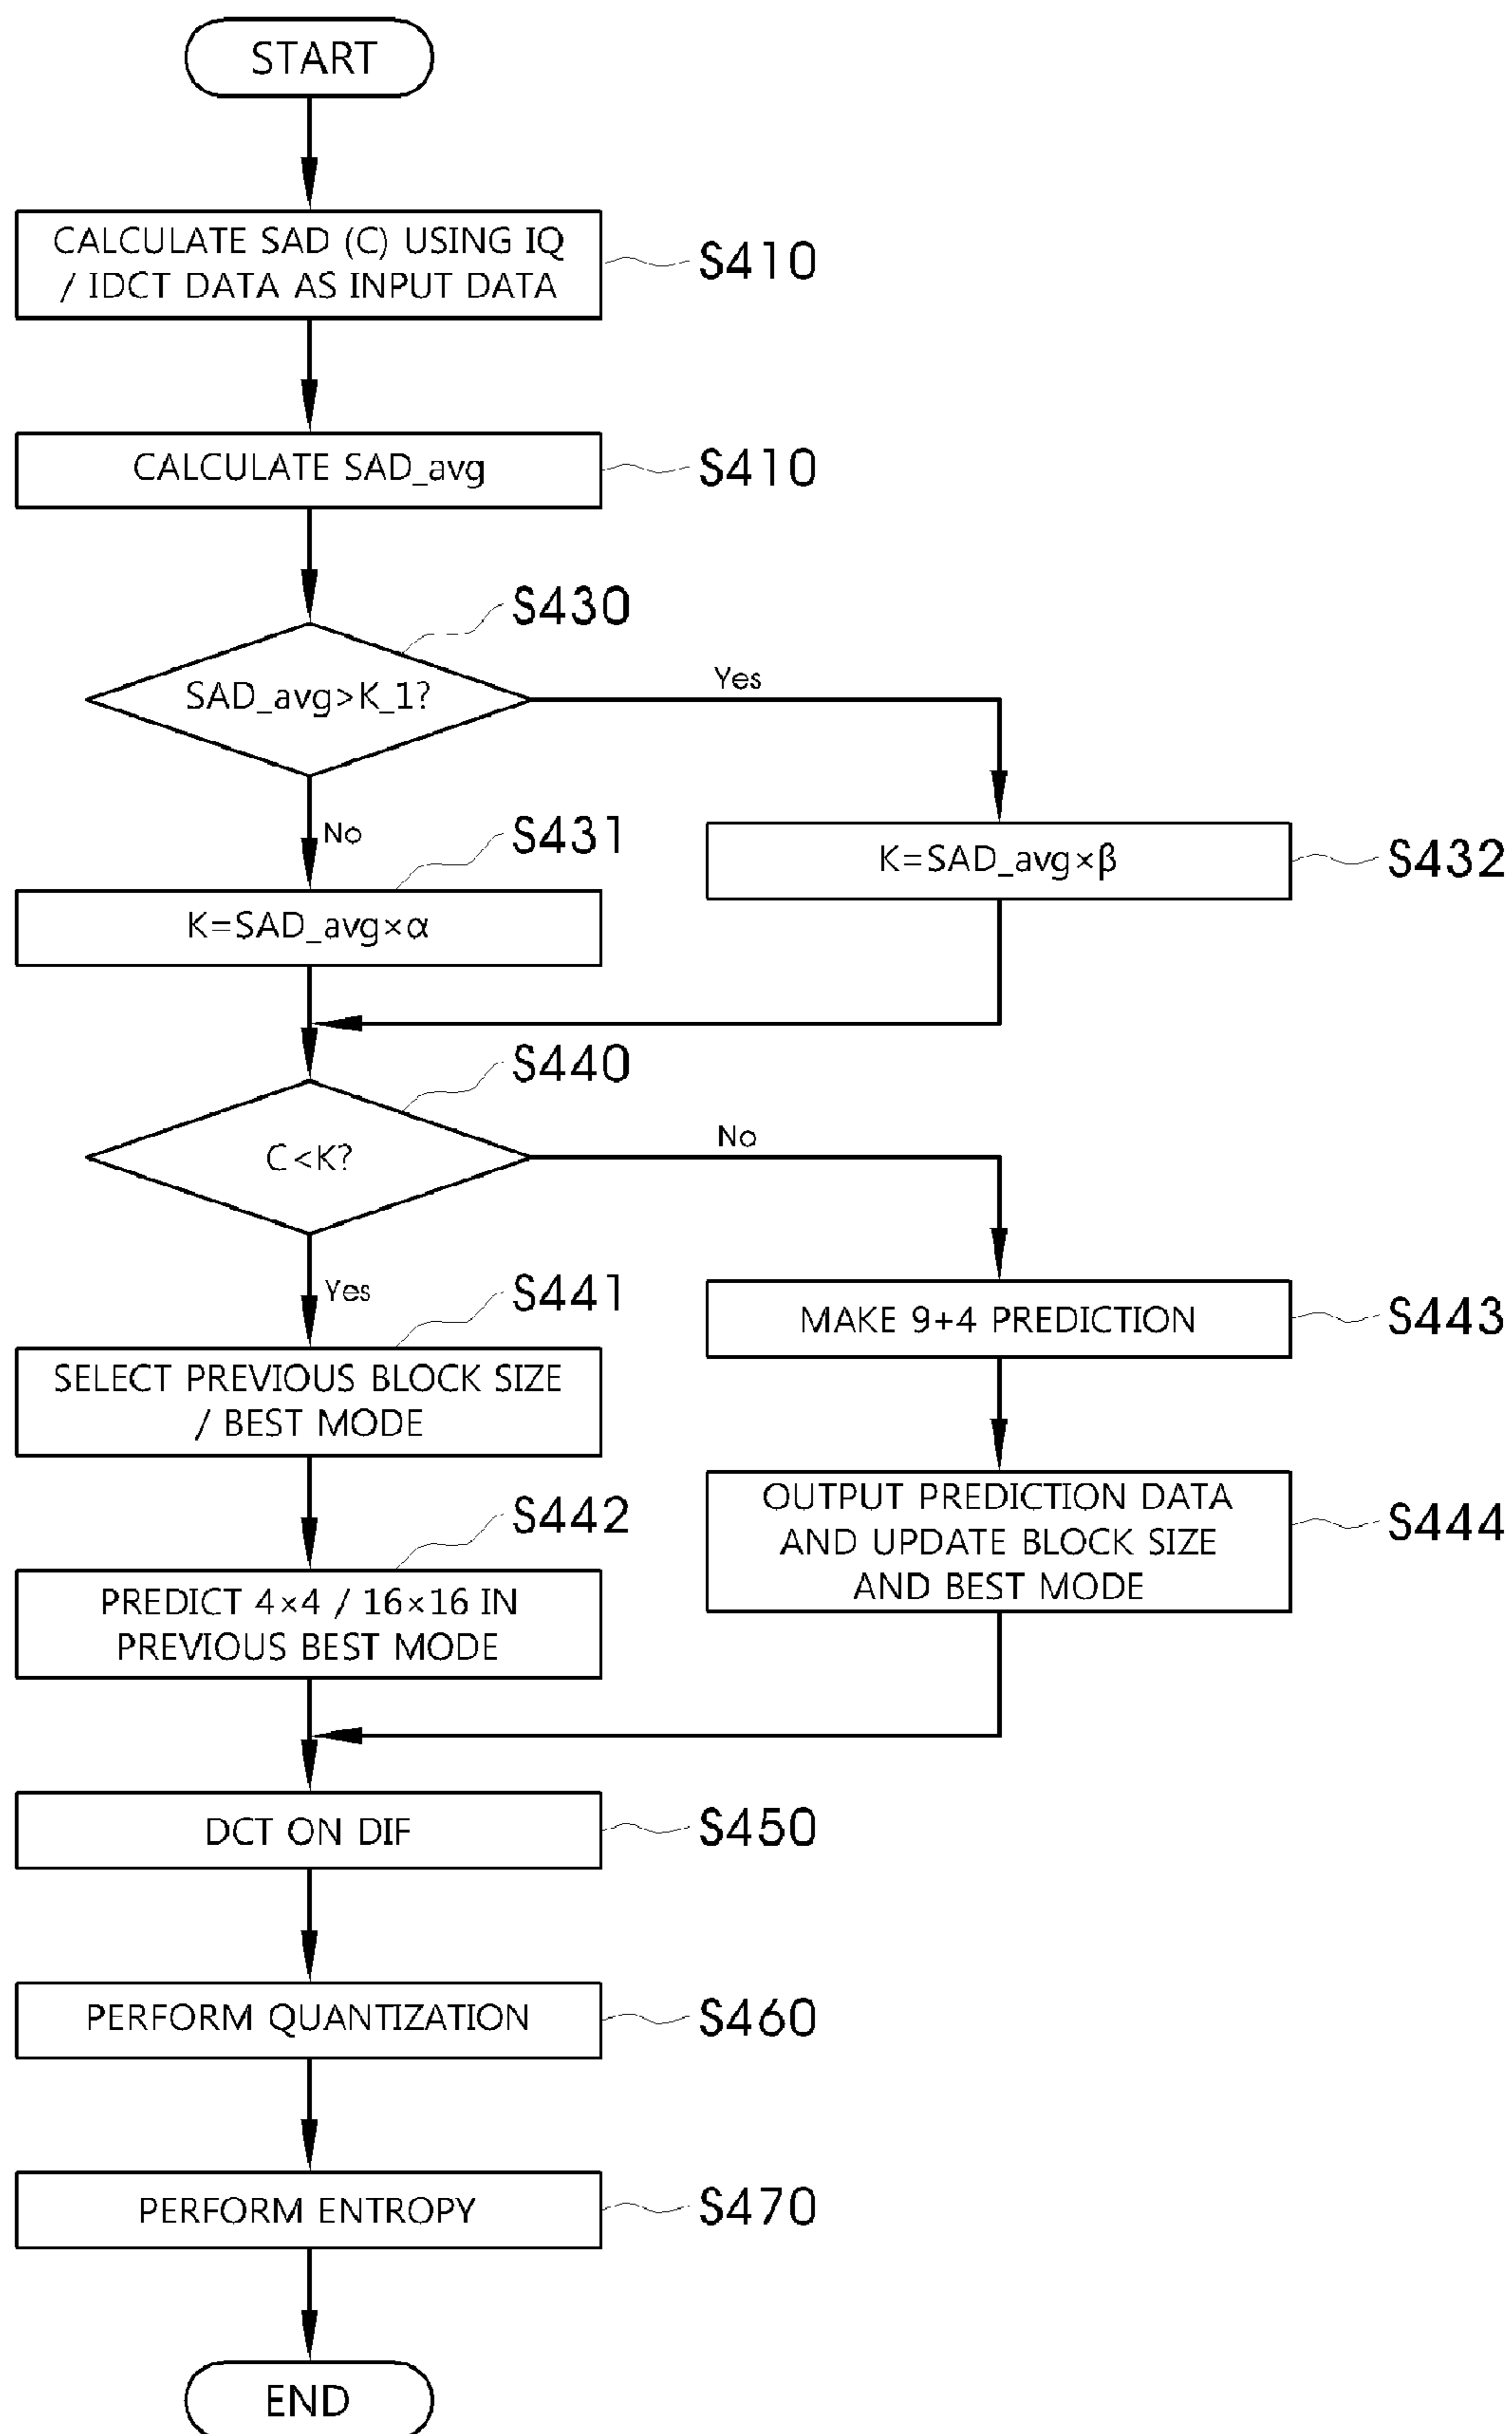 START
CALCULATE SAD (C) USING IQ
/ IDCT DATA AS INPUT DATA
S410
CALCULATE SAD_avg
S410
S430
SAD_avg>K_1?
Yes
No
S431
K=SAD_avg×α
K=SAD_avg×β
S432
S440
C<K?
No
Yes
S441
SELECT PREVIOUS BLOCK SIZE
/ BEST MODE
MAKE 9+4 PREDICTION
S443
S442
PREDICT 4×4 / 16×16 IN
PREVIOUS BEST MODE
OUTPUT PREDICTION DATA
AND UPDATE BLOCK SIZE
AND BEST MODE
S444
DCT ON DIF
S450
PERFORM QUANTIZATION
S460
PERFORM ENTROPY
S470
END